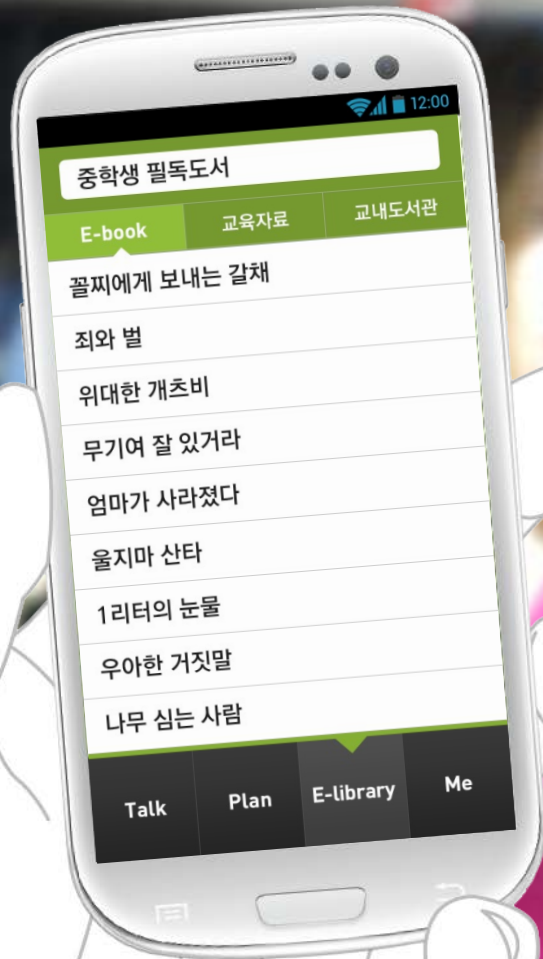 12:00
중학생 필독도서
E-book 교육자료 교내도서관
꼴찌에게 보내는 갈채
죄와 벌
위대한 개츠비
무기여 잘 있거라
엄마가 사라졌다
울지마 산타
1리터의 눈물
우아한 거짓말
나무 심는 사람
Talk Plan E-library Me